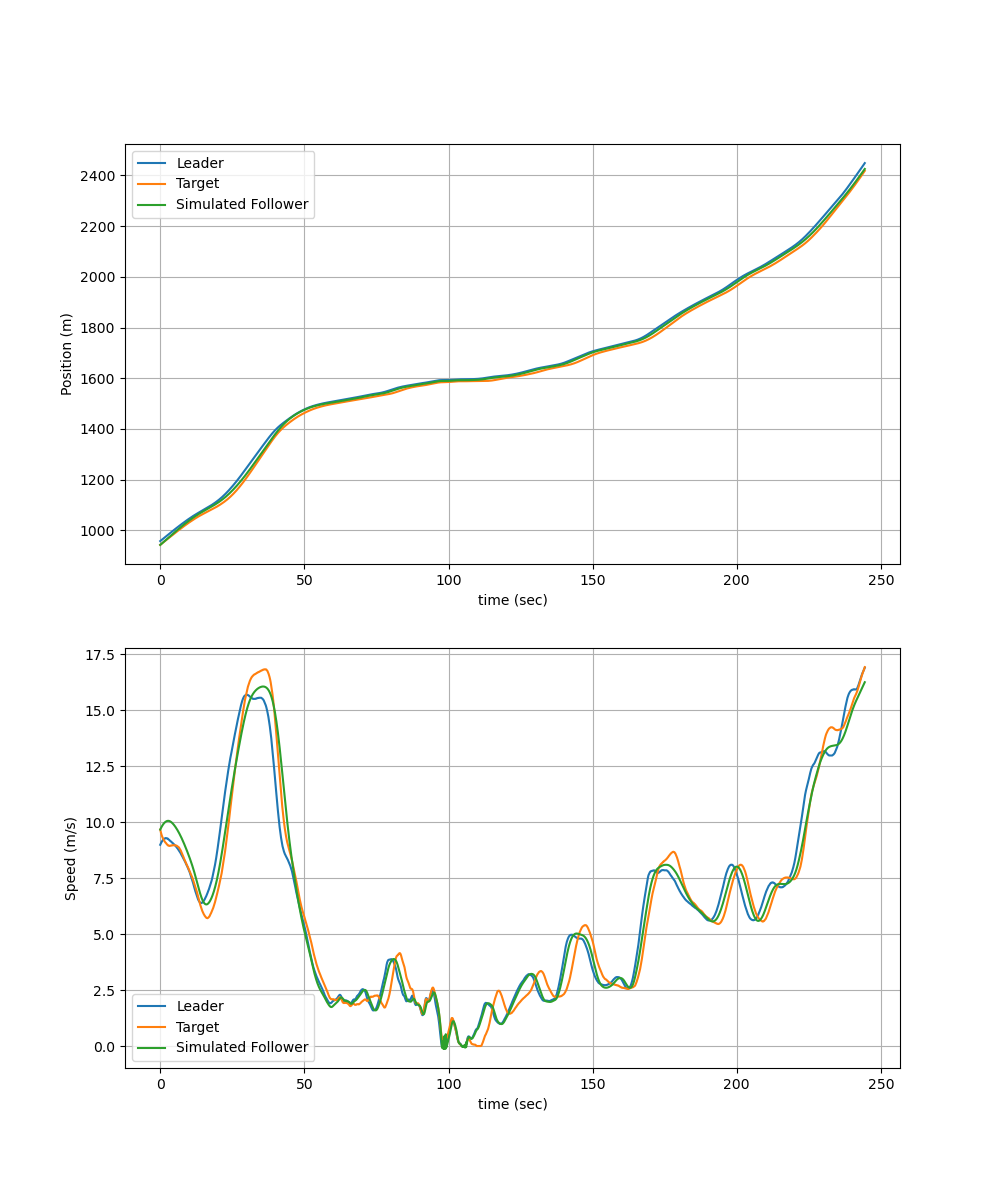 Leader
Target
Simulated Follower
2400
2200
2000
1800
1600
1400
1200
1000
Position (m)
0 50 100 150 200 250
time (sec)
17.5
15.0
12.5
10.0
7.5
5.0
2.5
0.0
Speed (m/s)
Leader
Target
Simulated Follower
0 50 100 150 200 250
time (sec)